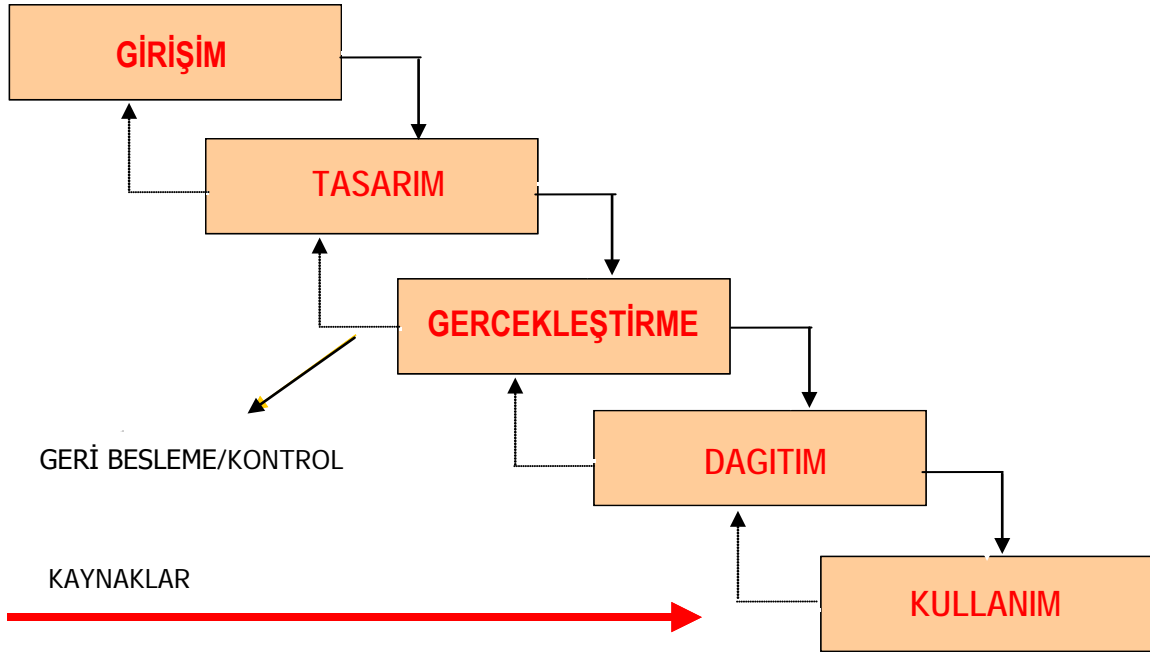 GİRİŞİM
TASARIM
GERCEKLEŞTİRME
GERİ BESLEME/KONTROL
DAGITIM
KAYNAKLAR
KULLANIM